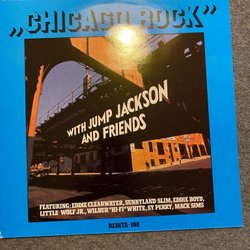 „CHICAGO ROCK”
WITH JUMP JACKSON
AND FRIENDS
FEATURING: EDDIE CLEARWATER, SUNNYLAND SLIM, EDDIE BOYD,
LITTLE WOLF JR., WILBUR "HI-FI" WHITE, SY PERRY, MACK SIMS
REDITA-108